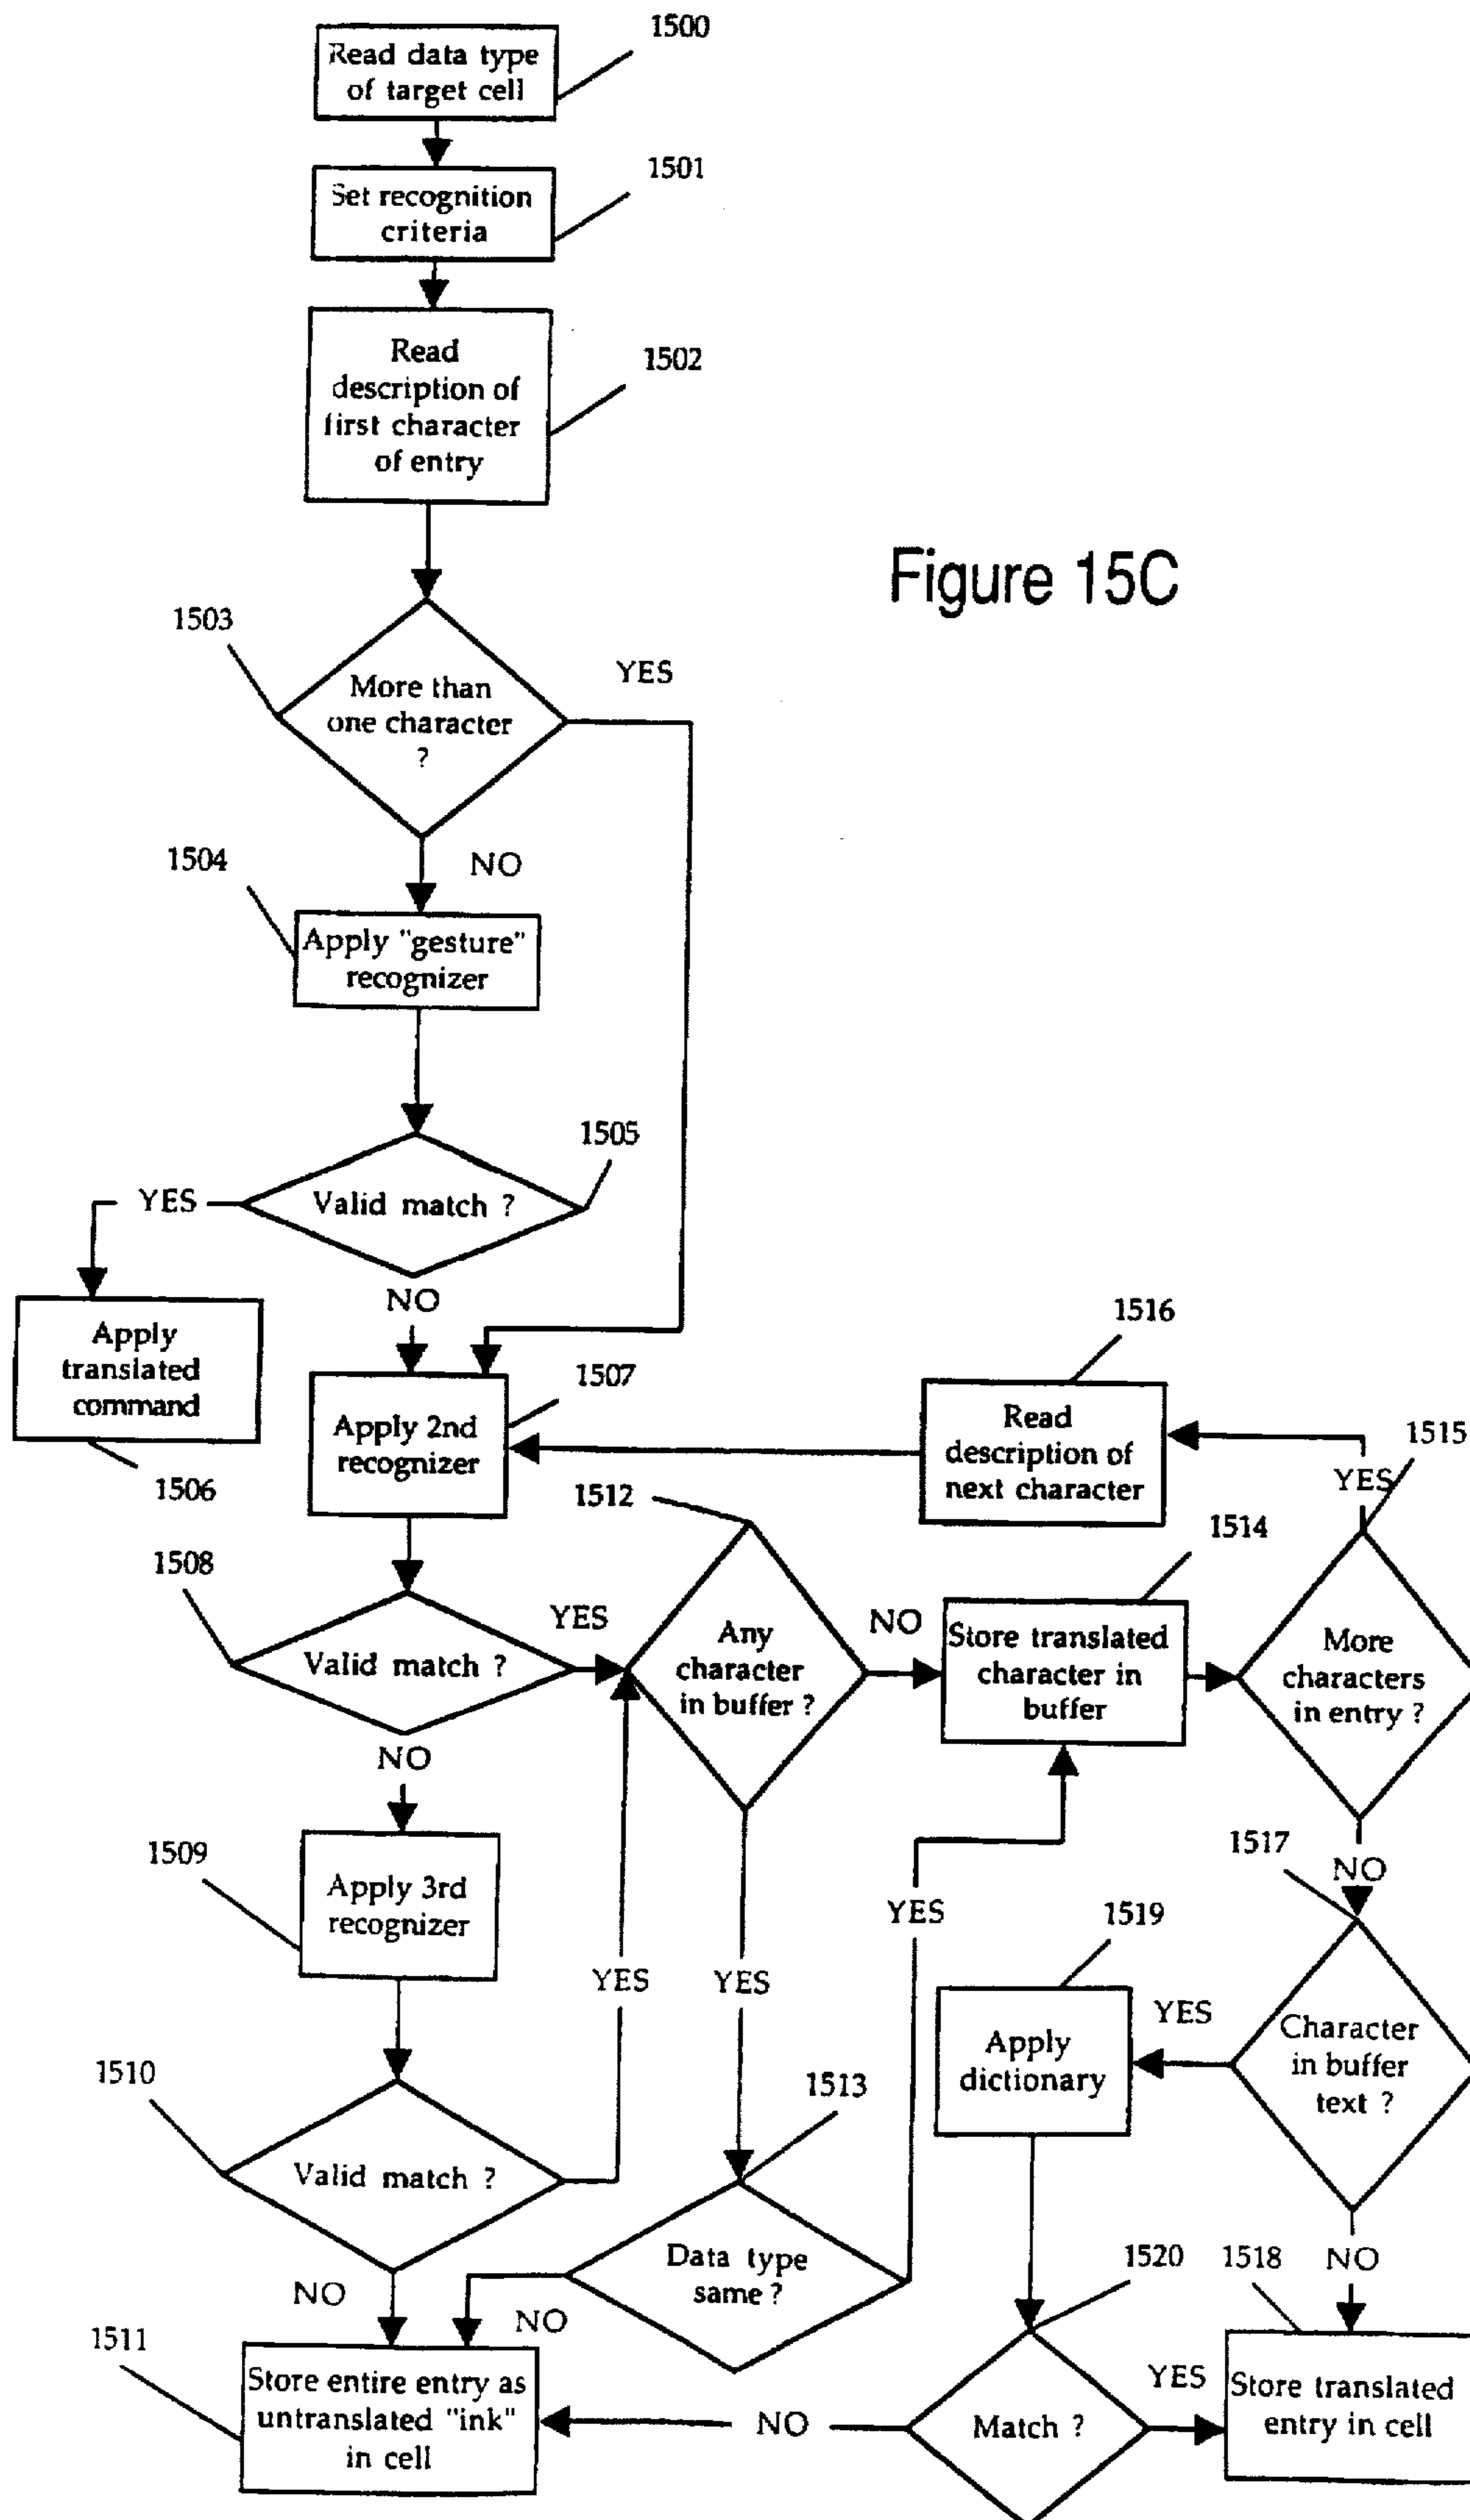 1500
Read data type
of target cell
1501
Set recognition
criteria
1502
Read
description of
first character
of entry
Figure 15C
1503
More than
one character
?
YES
NO
1504
Apply "gesture"
recognizer
1505
Valid match ?
YES
NO
Apply
translated
command
1506
1507
Apply 2nd
recognizer
1516
Read
description of
next character
1515
YES
1512
1514
1508
Valid match ?
YES
Any
character
in buffer ?
NO
Store translated
character in
buffer
More
characters
in entry ?
NO
1509
Apply 3rd
recognizer
YES
YES
YES
1517
NO
1519
Apply
dictionary
YES
Character
in buffer
text ?
1510
Valid match ?
1513
Data type
same ?
NO
NO
1520
1518
NO
1511
Store entire entry as
untranslated "ink"
in cell
NO
Match ?
YES
Store translated
entry in cell